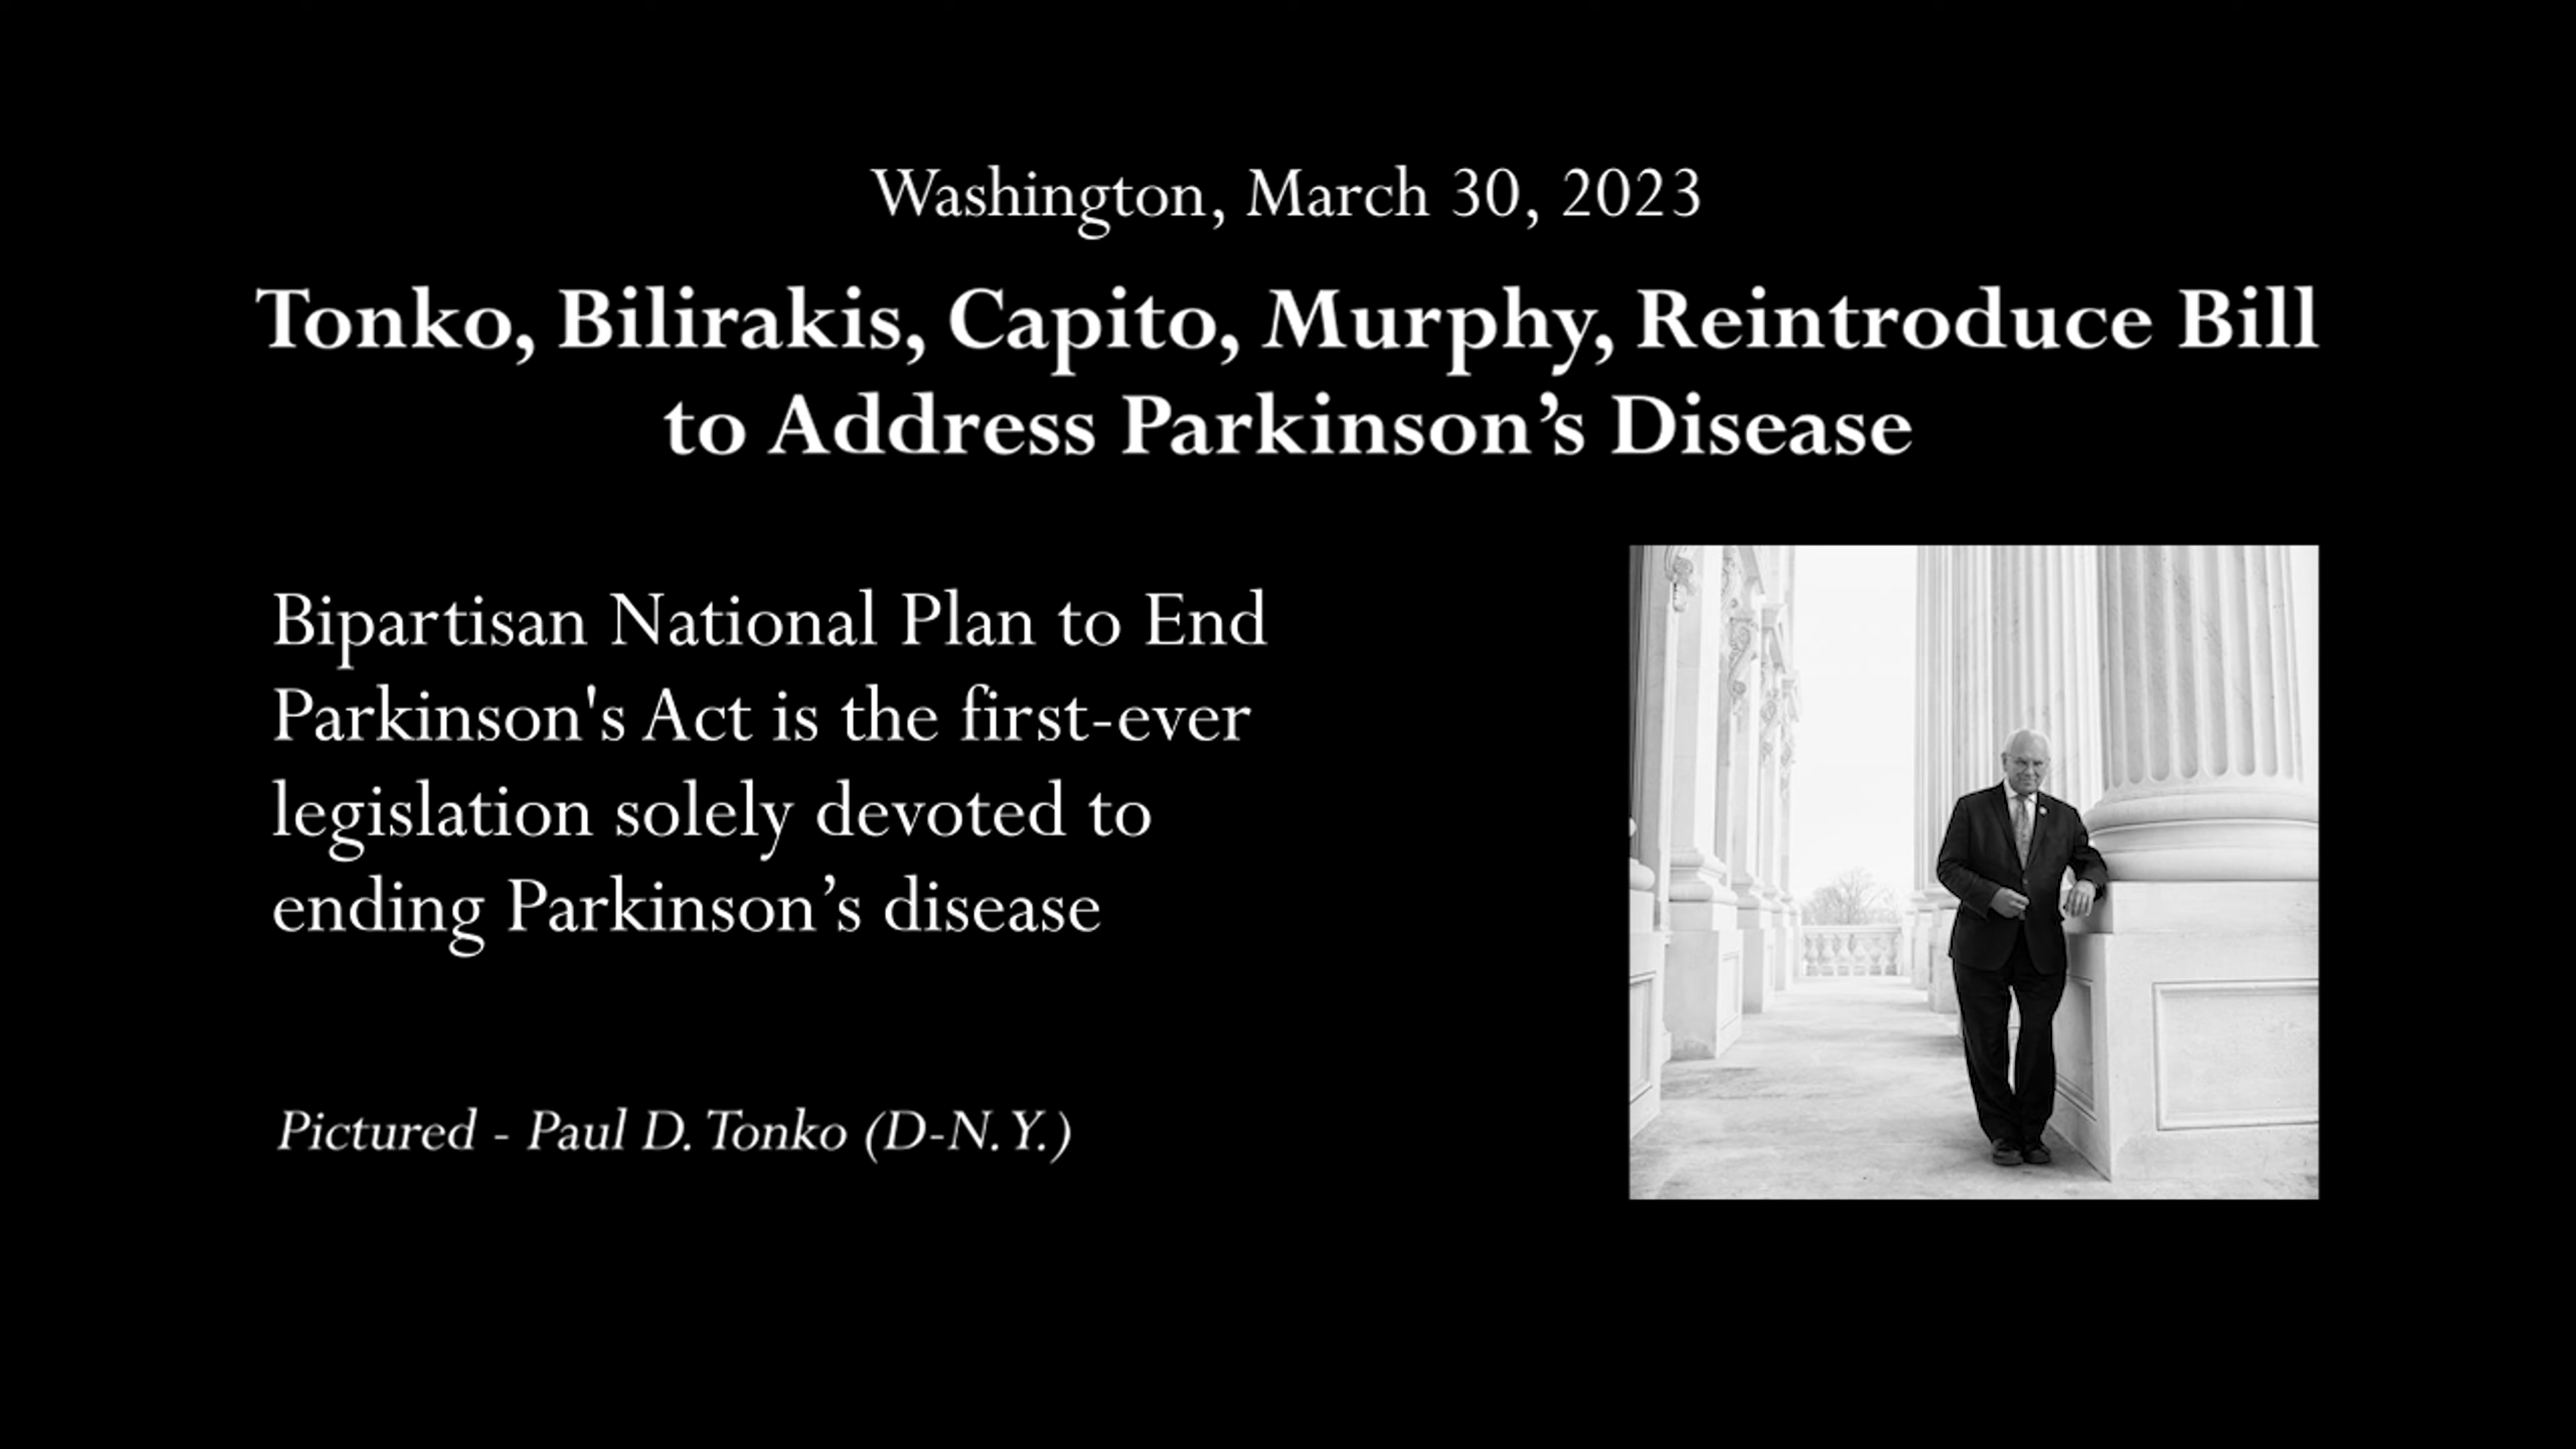 Washington, March 30, 2023
Tonko, Bilirakis, Capito, Murphy, Reintroduce Bill
to Address Parkinson’s Disease
Bipartisan National Plan to End
Parkinson's Act is the first-ever
legislation solely devoted to
ending Parkinson’s disease
Pictured - Paul D. Tonko (D-N.Y.)